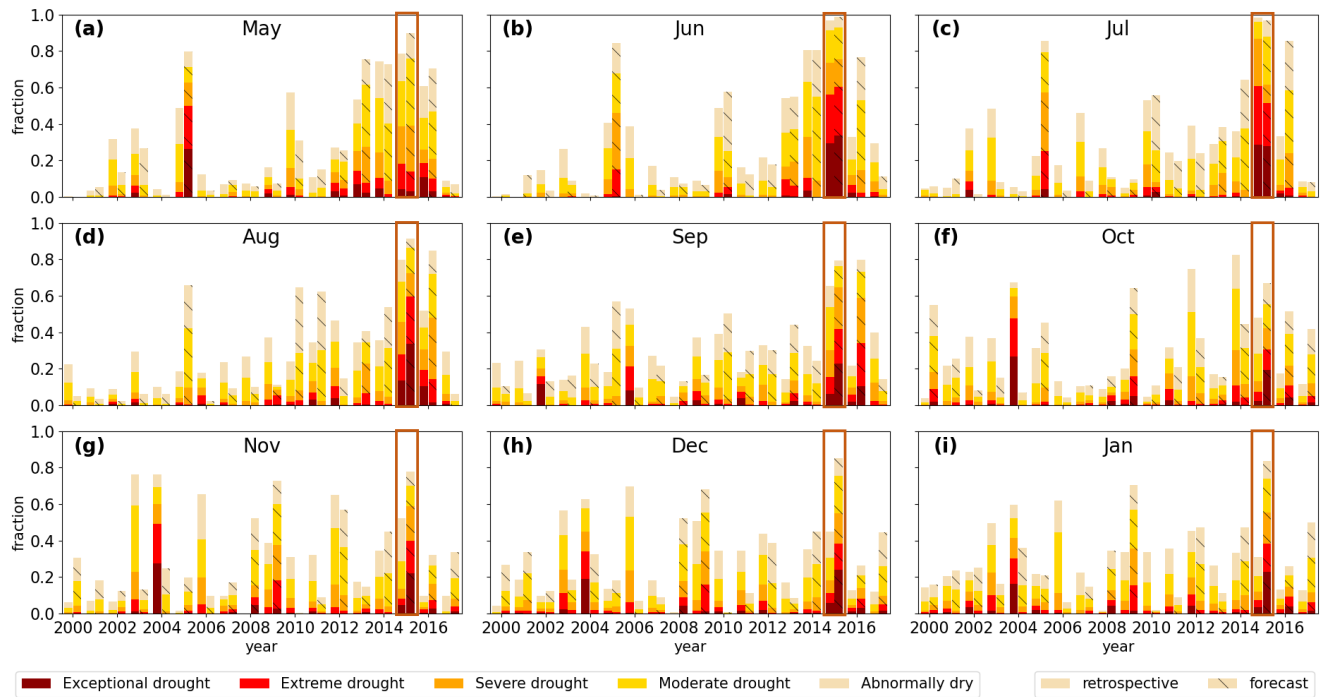 (a) May
(b) Jun
(c) Jul
1.0
0.8
0.6
0.4
0.2
0.0
fraction
(d) Aug
(e) Sep
(f) Oct
1.0
0.8
0.6
0.4
0.2
0.0
fraction
(g) Nov
(h) Dec
(i) Jan
1.0
0.8
0.6
0.4
0.2
0.0
fraction
2000 2002 2004 2006 2008 2010 2012 2014 2016
2000 2002 2004 2006 2008 2010 2012 2014 2016
2000 2002 2004 2006 2008 2010 2012 2014 2016
year
year
year
Exceptional drought Extreme drought Severe drought Moderate drought Abnormally dry
retrospective forecast